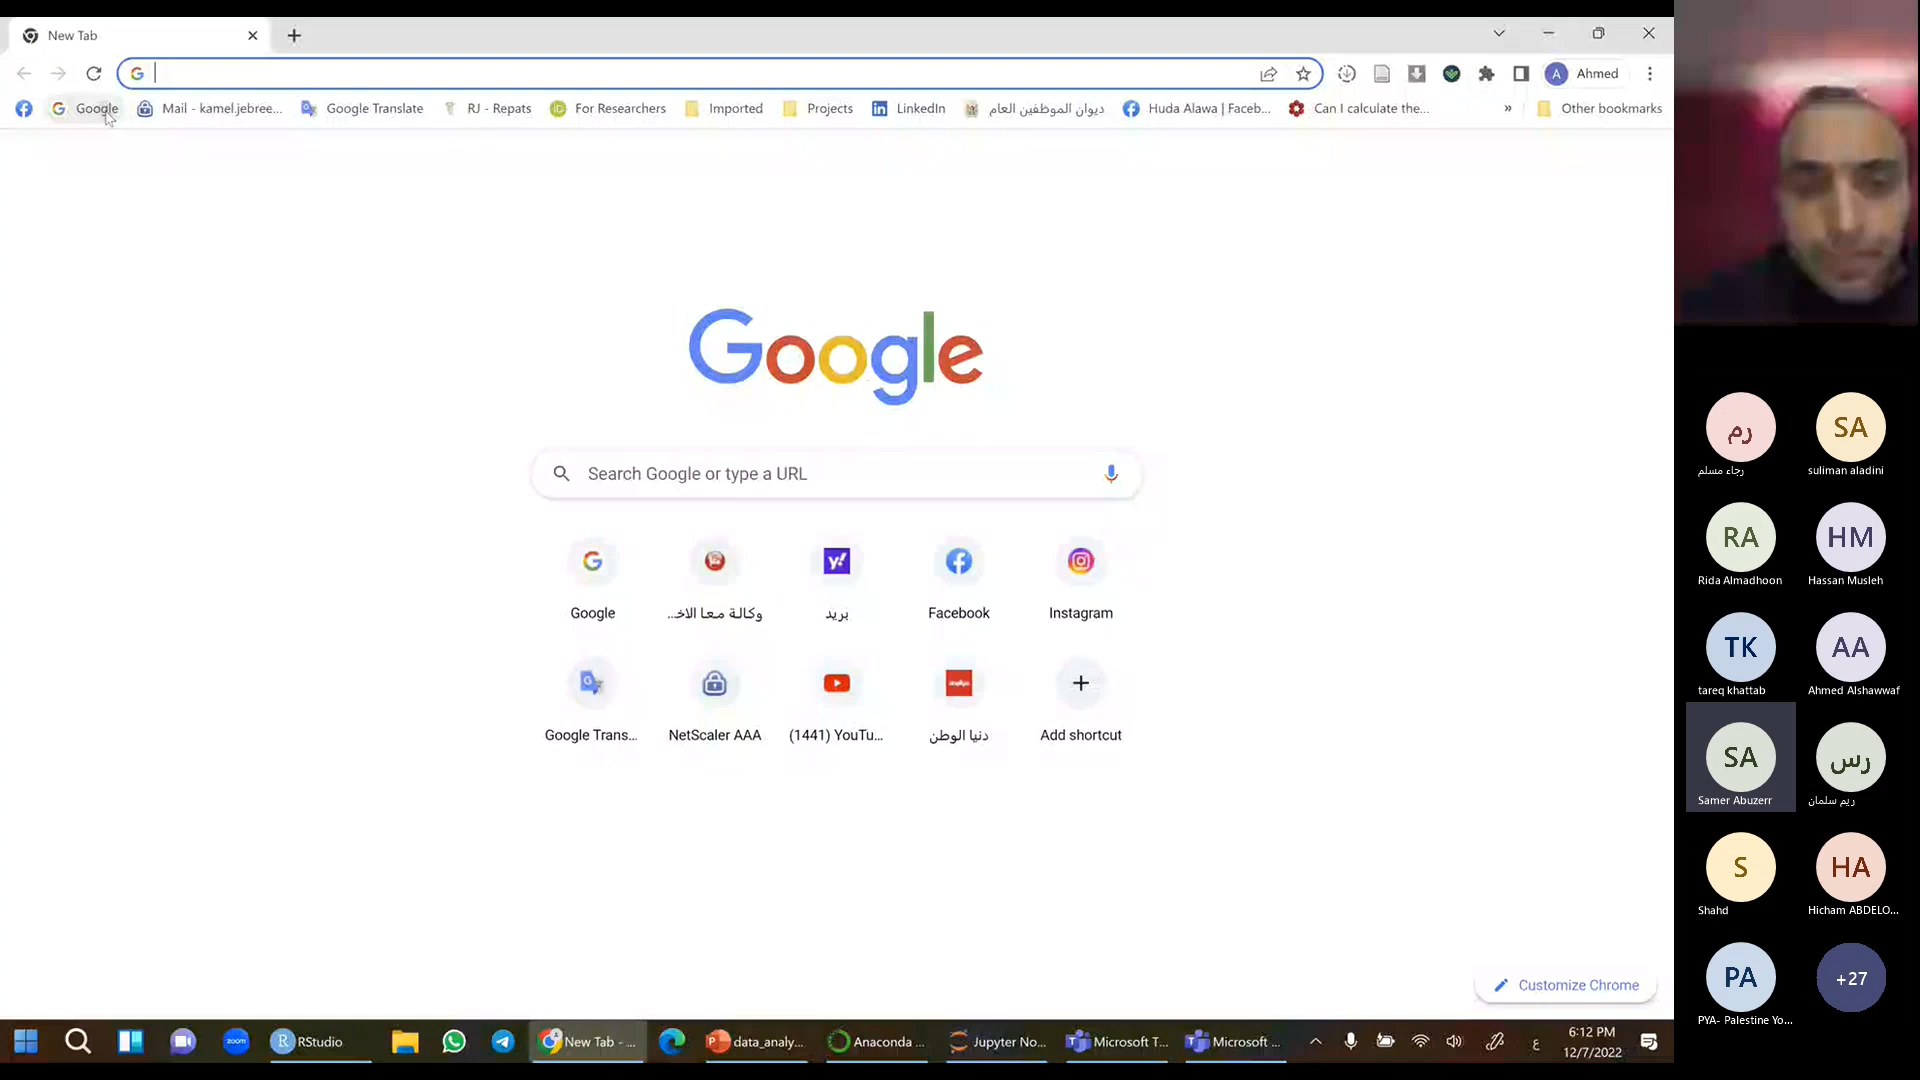 New Tab
Ahmed
Google
Mail - kamel.jebree...
Google Translate
RJ - Repats
For Researchers
Imported
Projects
LinkedIn
ديوان الموظفين العام
Huda Alawa | Faceb...
Can I calculate the...
»
Other bookmarks
Google
Search Google or type a URL
Google
وكالة معا الاخـ...
بريد
Facebook
Instagram
Google Trans...
NetScaler AAA
(1441) YouTu...
دنيا الوطن
Add shortcut
Customize Chrome
رم
رجاء مسلم
SA
suliman aladini
RA
Rida Almadhoon
HM
Hassan Musleh
TK
tareq khattab
AA
Ahmed Alshawwaf
SA
Samer Abuzerr
رس
ريم سلمان
S
Shahd
HA
Hicham ABDELO...
PA
PYA- Palestine Yo...
+27
zoom
RStudio
New Tab - ...
data_analy...
Anaconda ...
Jupyter No...
Microsoft T...
Microsoft ...
ع
6:12 PM
12/7/2022